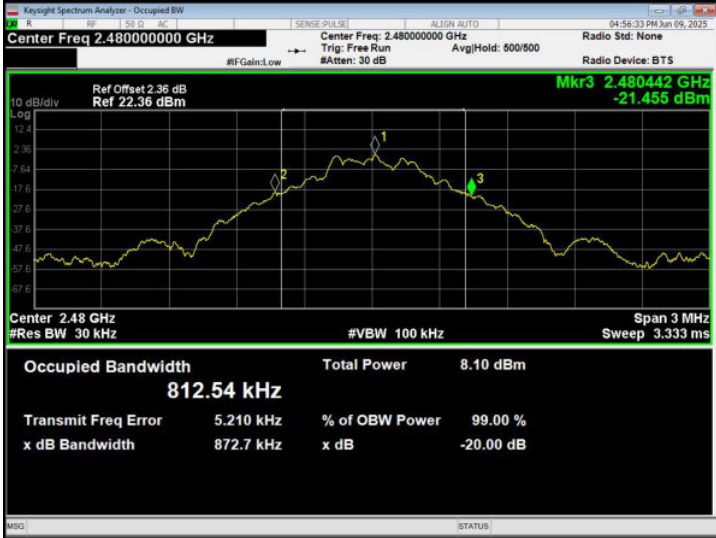 Keysight Spectrum Analyzer - Occupied BW
R RF 50 Ω AC SENSE:PULSE ALIGN AUTO 04:56:33 PM Jun 09, 2025
Center Freq 2.480000000 GHz Center Freq: 2.480000000 GHz Radio Std: None
Trig: Free Run Avg|Hold: 500/500
#IFGain:Low #Atten: 30 dB Radio Device: BTS
Mkr3 2.480442 GHz
Ref Offset 2.36 dB
10 dB/div Ref 22.36 dBm -21.455 dBm
Log
12.4
2.36
1
-7.64
2
3
-17.6
-27.6
-37.6
-47.6
-57.6
-67.6
Center 2.48 GHz Span 3 MHz
#Res BW 30 kHz #VBW 100 kHz Sweep 3.333 ms
Occupied Bandwidth Total Power 8.10 dBm
812.54 kHz
Transmit Freq Error 5.210 kHz % of OBW Power 99.00 %
x dB Bandwidth 872.7 kHz x dB -20.00 dB
MSG STATUS